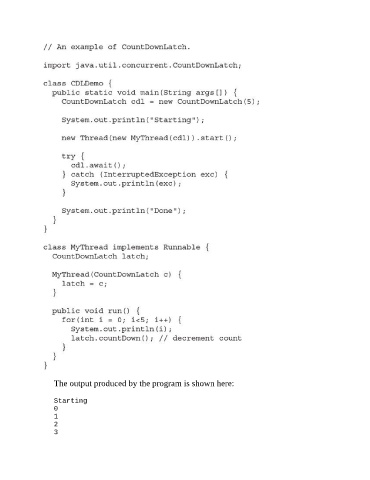 // An example of CountDownLatch.
import java.util.concurrent.CountDownLatch;
class CDLDemo {
public static void main(String args[]) {
CountDownLatch cdl = new CountDownLatch(5);
System.out.println("Starting");
new Thread(new MyThread(cdl)).start();
try {
cdl.await();
} catch (InterruptedException exc) {
System.out.println(exc);
}
System.out.println("Done");
}
}
class MyThread implements Runnable {
CountDownLatch latch;
MyThread(CountDownLatch c) {
latch = c;
}
public void run() {
for(int i = 0; i<5; i++) {
System.out.println(i);
latch.countDown(); // decrement count
}
}
}
The output produced by the program is shown here:
Starting
0
1
2
3